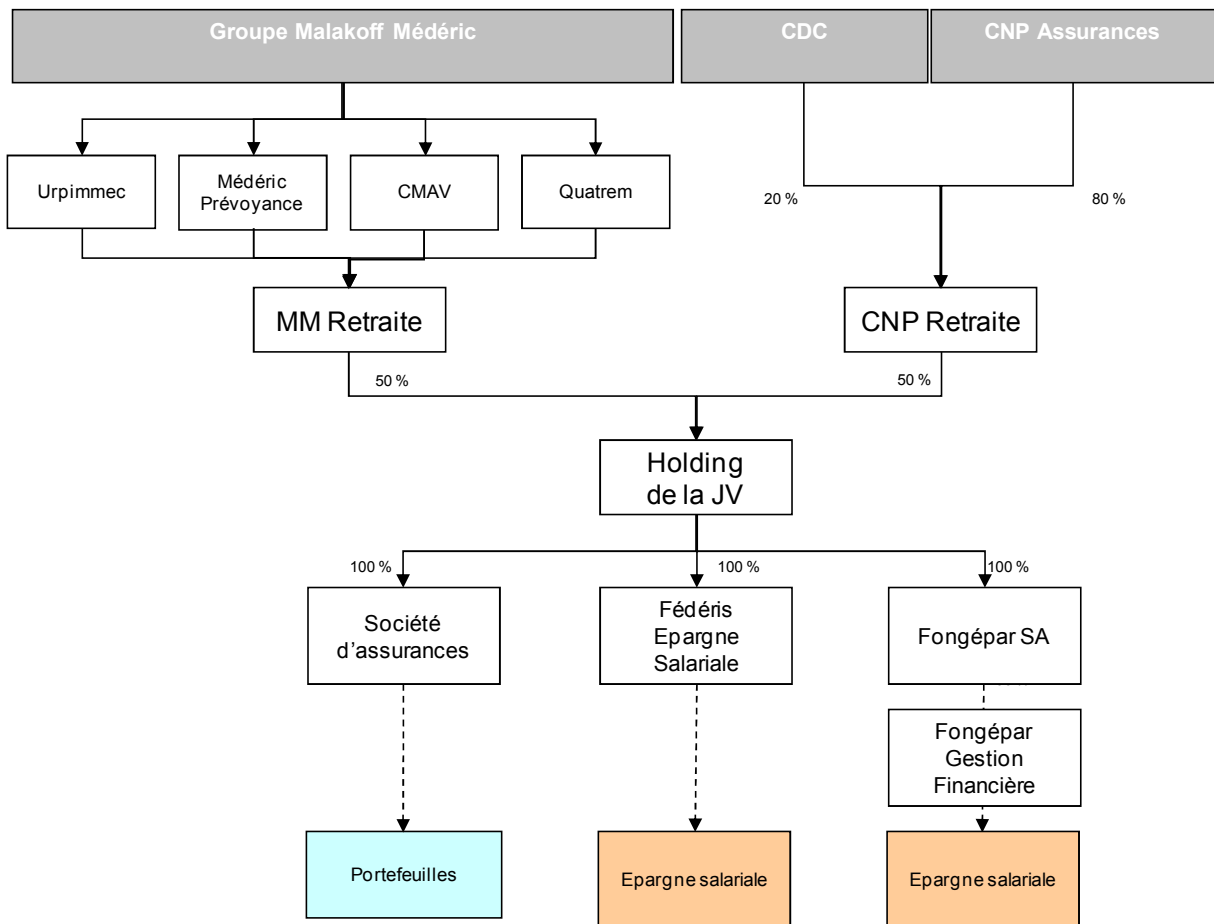 Groupe Malakoff Médéric
CDC
CNP Assurances
Urpimmec
Médéric
Prévoyance
CMAV
Quatrem
20 %
80 %
MM Retraite
CNP Retraite
50 %
50 %
Holding
de la JV
100 %
100 %
100 %
Société
d’assurances
Fédéris
Epargne
Salariale
Fongépar SA
Fongépar
Gestion
Financière
Portefeuilles
Epargne salariale
Epargne salariale